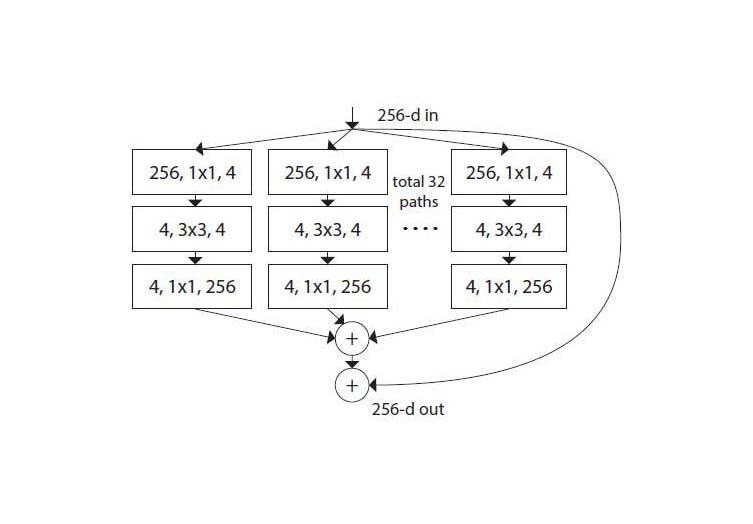 256-d in
256, 1x1, 4
256, 1x1, 4
total 32
paths
256, 1x1, 4
4, 3x3, 4
4, 3x3, 4
....
4, 3x3, 4
4, 1x1, 256
4, 1x1, 256
4, 1x1, 256
+
+
256-d out